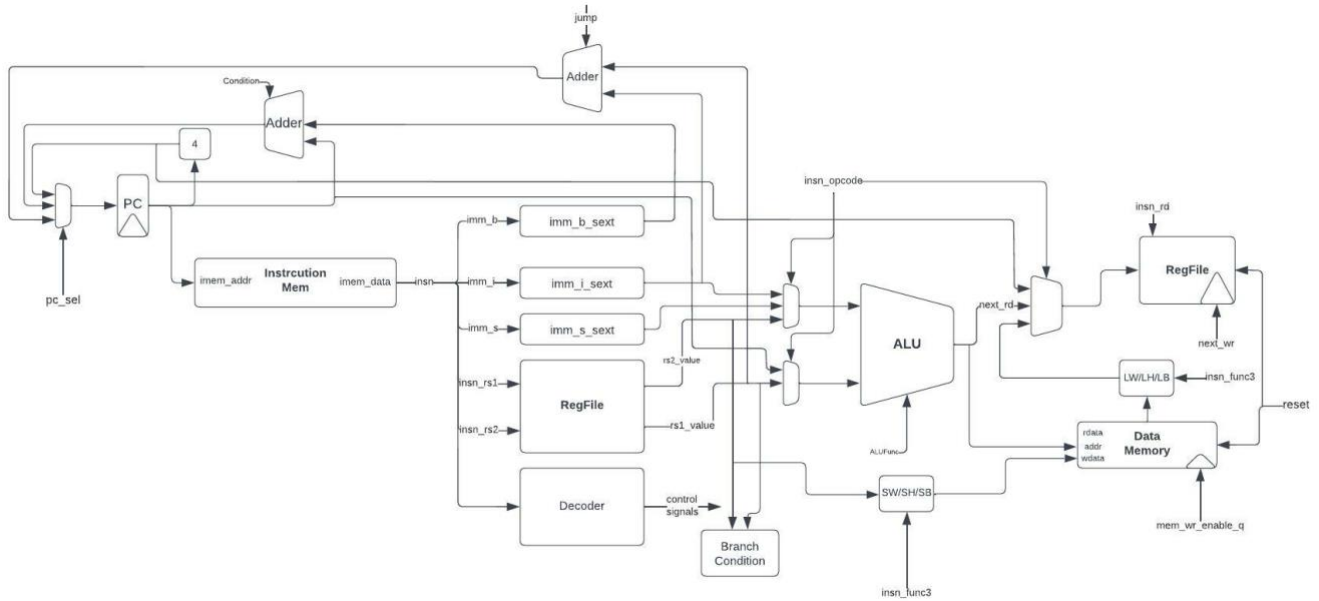 jump
Adder
Condition
Adder
4
insn_opcode
PC
insn_rd
imm_b
imm_b_sext
RegFile
imem_addr
Instrcution
Mem
imem_data
insn
imm_i
imm_i_sext
pc_sel
next_rd
imm_s
imm_s_sext
ALU
next_wr
rs2_value
insn_rs1
RegFile
LW/LH/LB
insn_func3
insn_rs2
rs1_value
reset
rdata
addr
wdata
Data
Memory
ALUFunc
Decoder
control
signals
SW/SH/SB
mem_wr_enable_q
Branch
Condition
insn_func3